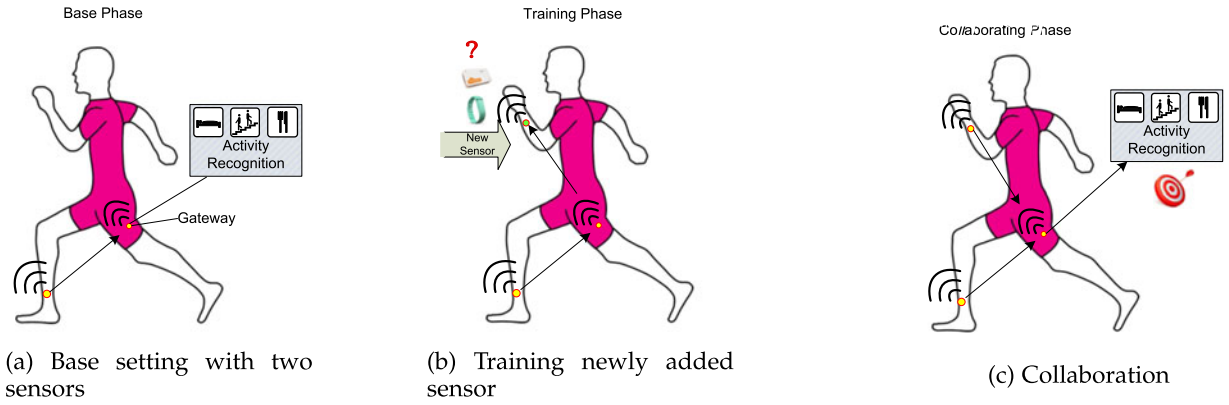 Base Phase
Activity
Recognition
Gateway
(a) Base setting with two
sensors
Training Phase
?
New
Sensor
(b) Training newly added
sensor
Collaborating Phase
Activity
Recognition
(c) Collaboration